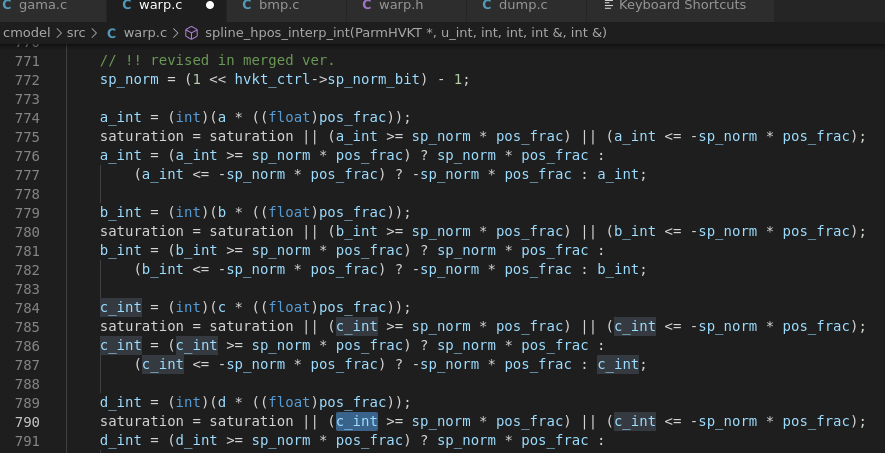 gama.c warp.c bmp.c warp.h dump.c Keyboard Shortcuts
cmodel > src > C warp.c > spline_hpos_interp_int(ParmHVKT *, u_int, int, int, int &, int &)
771 // !! revised in merged ver.
772 sp_norm = (1 << hvkt_ctrl->sp_norm_bit) - 1;
773
774 a_int = (int)(a * ((float)pos_frac));
775 saturation = saturation || (a_int >= sp_norm * pos_frac) || (a_int <= -sp_norm * pos_frac);
776 a_int = (a_int >= sp_norm * pos_frac) ? sp_norm * pos_frac :
777 (a_int <= -sp_norm * pos_frac) ? -sp_norm * pos_frac : a_int;
778
779 b_int = (int)(b * ((float)pos_frac));
780 saturation = saturation || (b_int >= sp_norm * pos_frac) || (b_int <= -sp_norm * pos_frac);
781 b_int = (b_int >= sp_norm * pos_frac) ? sp_norm * pos_frac :
782 (b_int <= -sp_norm * pos_frac) ? -sp_norm * pos_frac : b_int;
783
784 c_int = (int)(c * ((float)pos_frac));
785 saturation = saturation || (c_int >= sp_norm * pos_frac) || (c_int <= -sp_norm * pos_frac);
786 c_int = (c_int >= sp_norm * pos_frac) ? sp_norm * pos_frac :
787 (c_int <= -sp_norm * pos_frac) ? -sp_norm * pos_frac : c_int;
788
789 d_int = (int)(d * ((float)pos_frac));
790 saturation = saturation || (c_int >= sp_norm * pos_frac) || (c_int <= -sp_norm * pos_frac);
791 d_int = (d_int >= sp_norm * pos_frac) ? sp_norm * pos_frac :